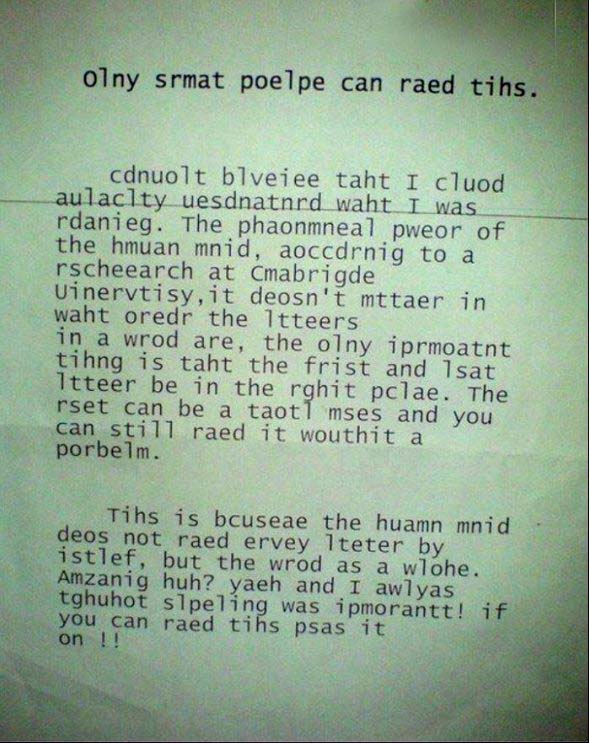 Olny srmat poelpe can raed tihs.
cdnuolt blveiee taht I cluod
aulaclty uesdnatnrd waht I was
rdanieg. The phaonmneal pweor of
the hmuan mnid, aoccdrnig to a
rscheearch at Cmabrigde
Uinervtisy,it deosn't mttaer in
waht oredr the ltteers
in a wrod are, the olny iprmoatnt
tihng is taht the frist and lsat
ltteer be in the rghit pclae. The
rset can be a taotl mses and you
can still raed it wouthit a
porbelm.
Tihs is bcuseae the huamn mnid
deos not raed ervey lteter by
istlef, but the wrod as a wlohe.
Amzanig huh? yaeh and I awlyas
tghuhot slpeling was ipmorantt! if
you can raed tihs psas it
on !!